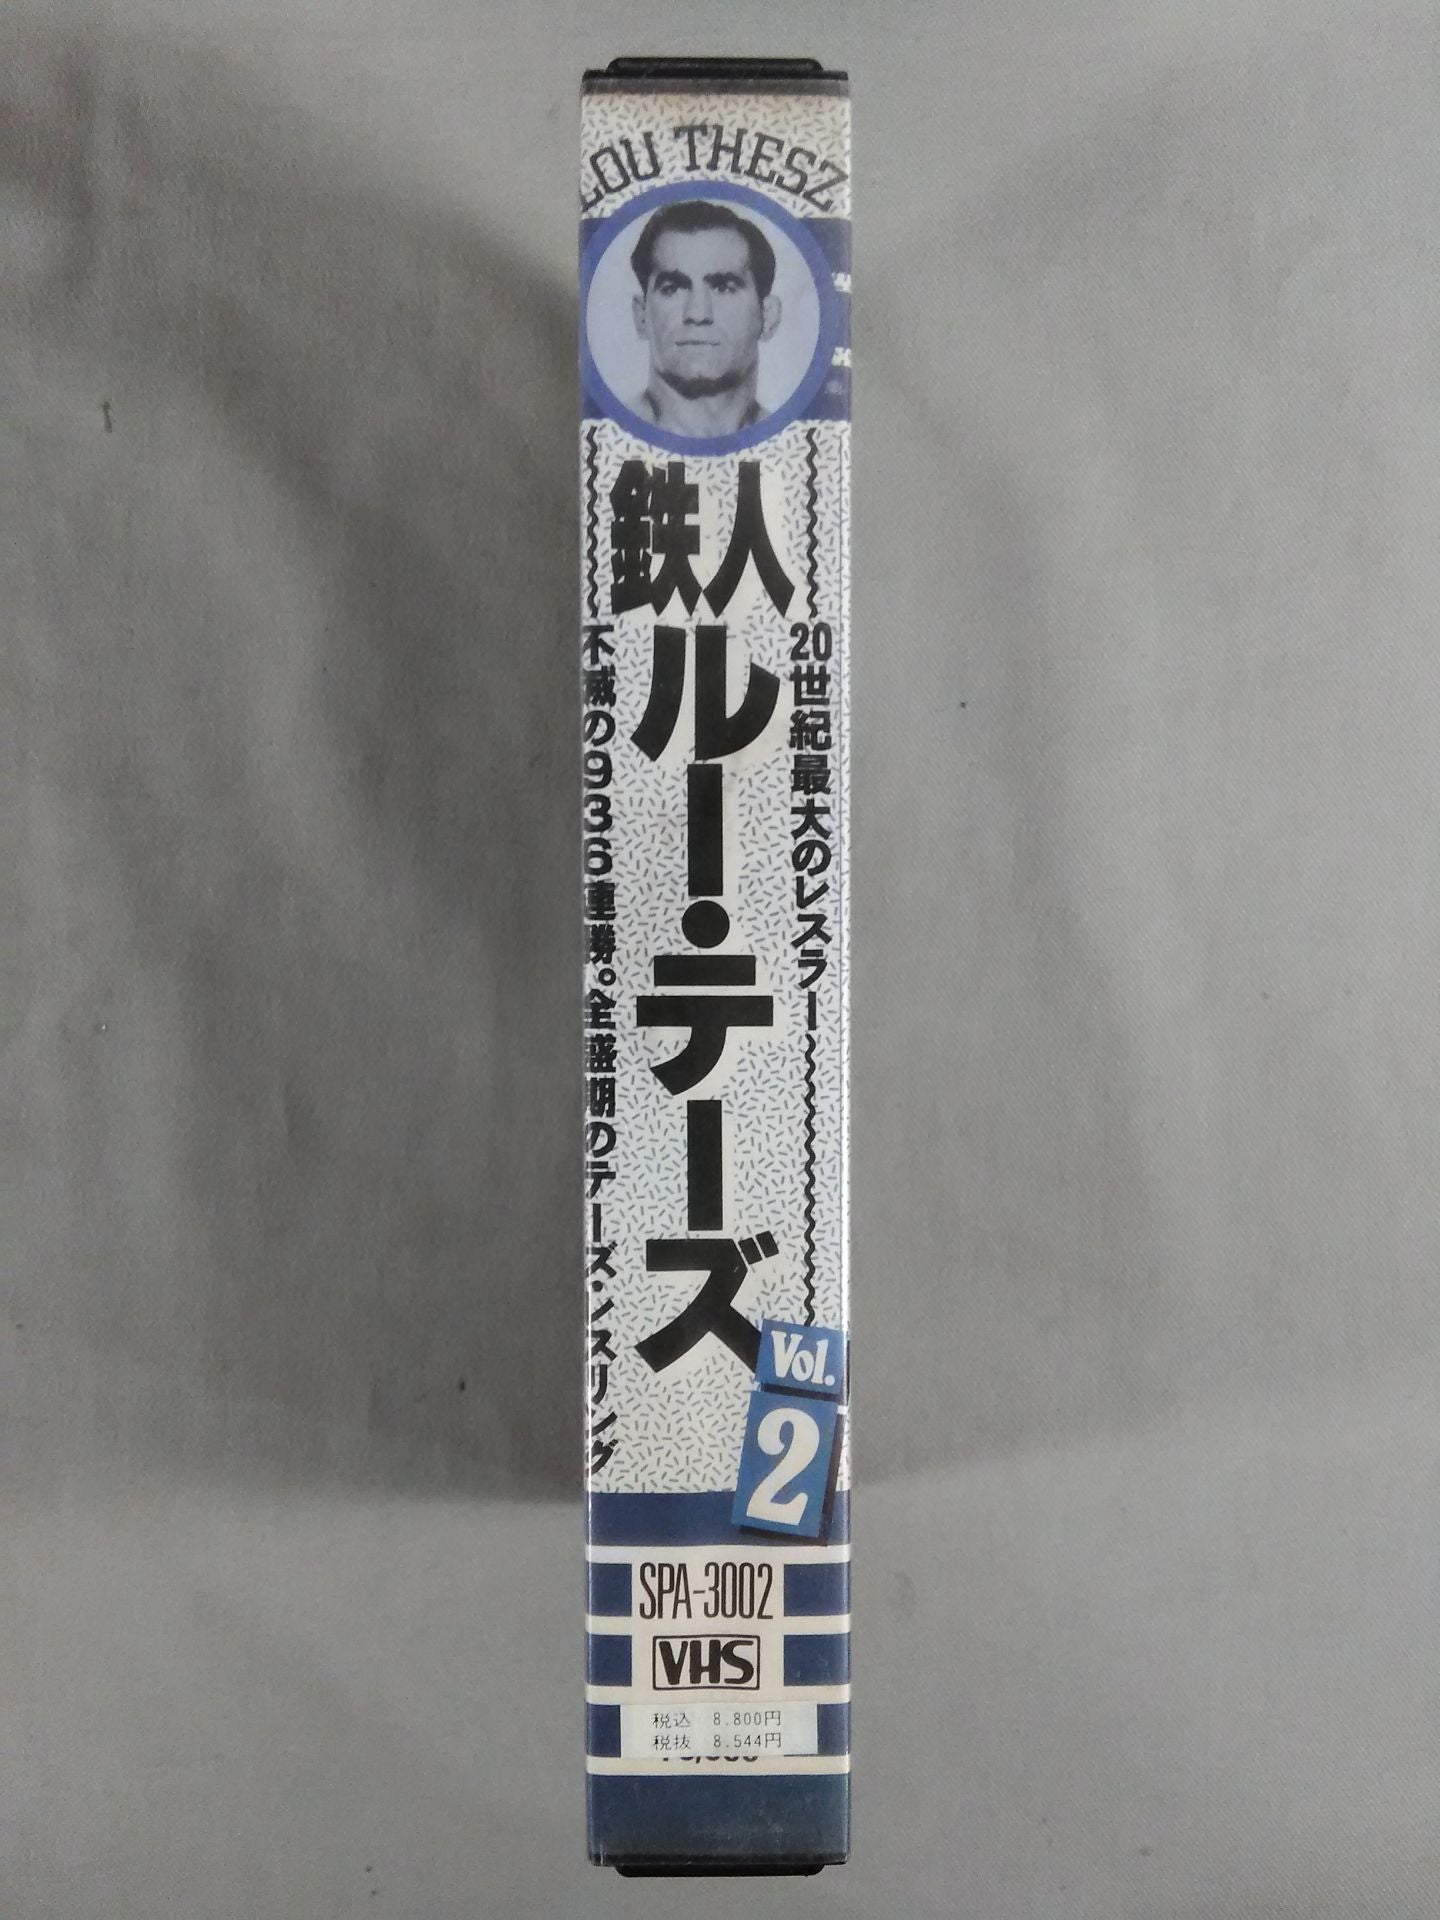 LOU THESZ
鉄人
ルー・テーズ
20世紀最大のレスラー
不滅の936連勝。全盛期のテーズ・ンスリング
Vol.
2
SPA-3002
VHS
税込 8.800円
税抜 8.544円